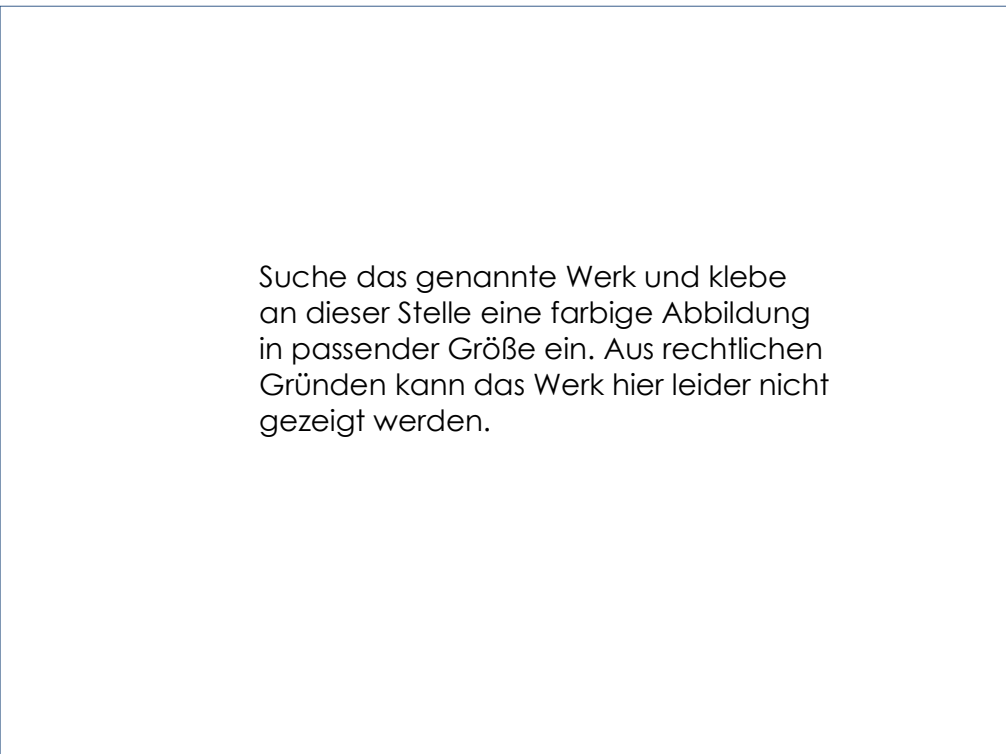 Suche das genannte Werk und klebe
an dieser Stelle eine farbige Abbildung
in passender Größe ein. Aus rechtlichen
Gründen kann das Werk hier leider nicht
gezeigt werden.